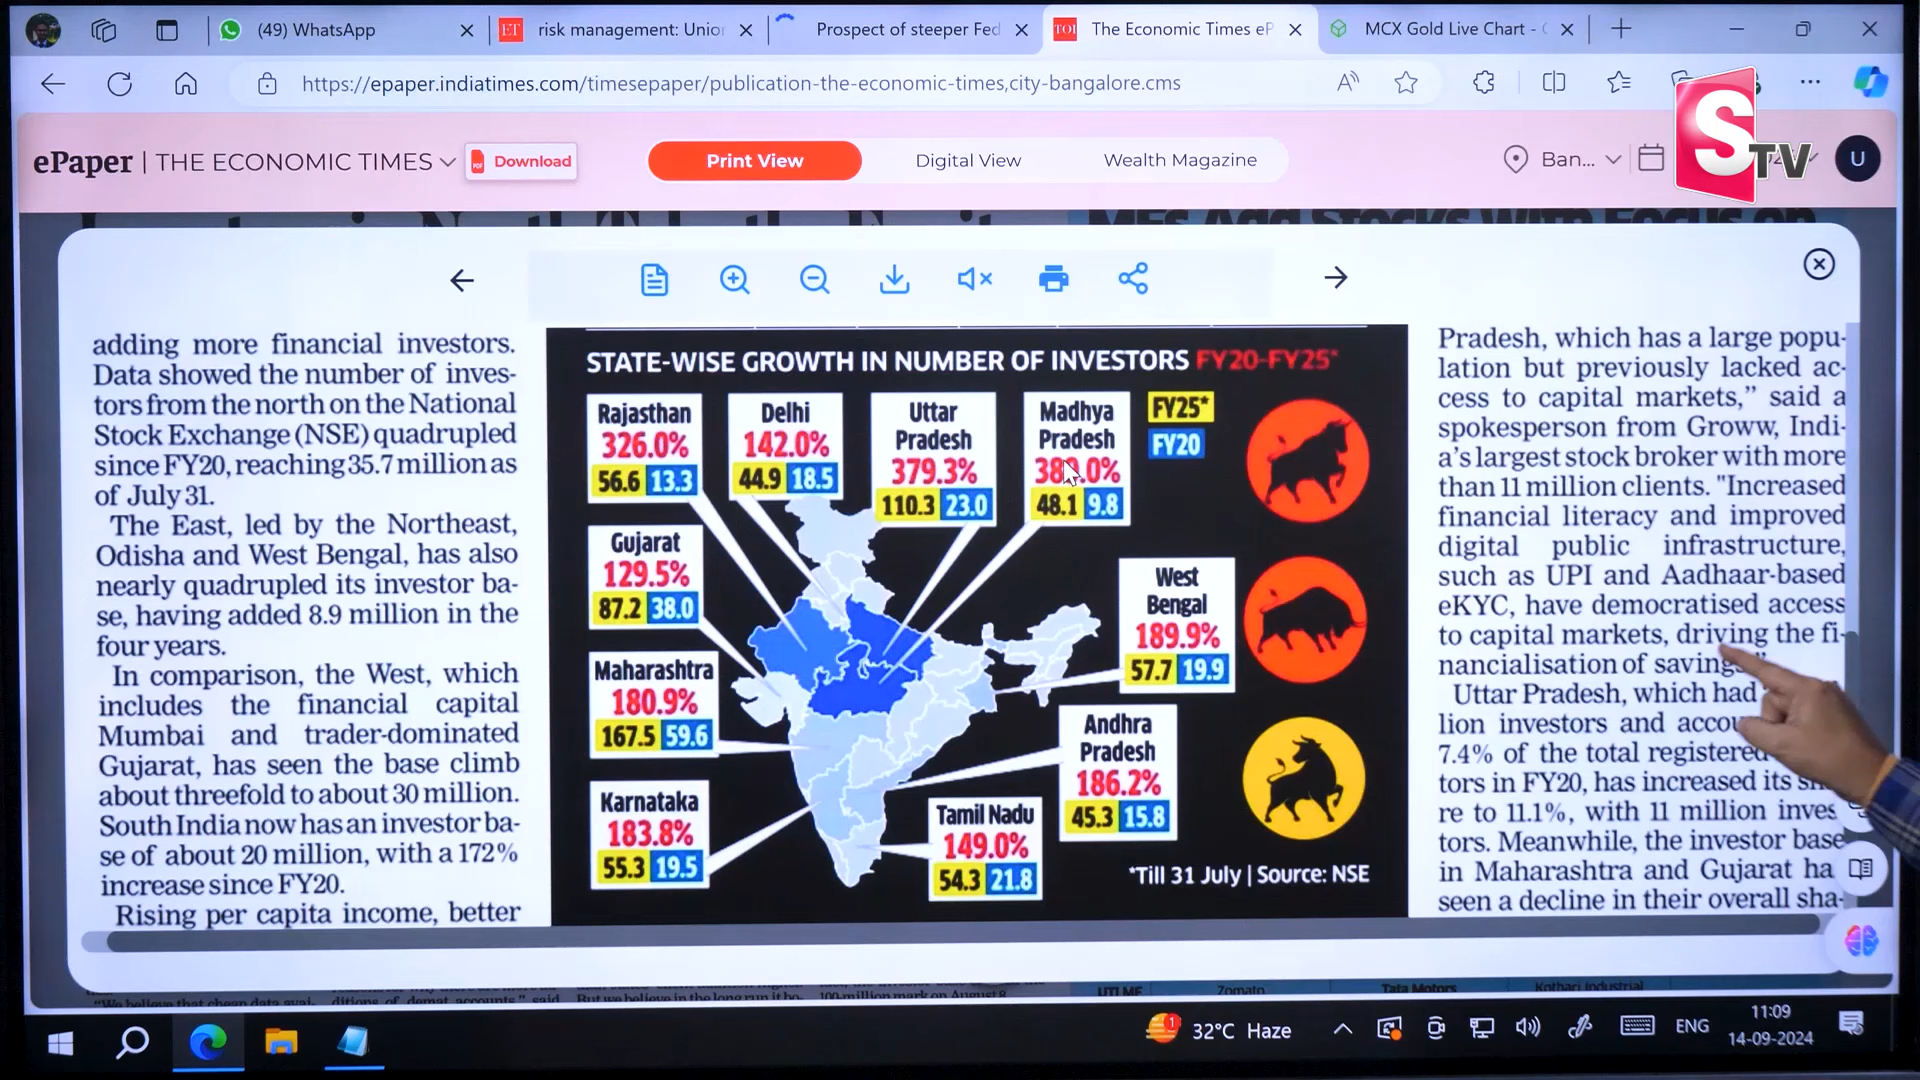 (49) WhatsApp
risk management: Union
Prospect of steeper Fed
The Economic Times eP
MCX Gold Live Chart -
https://epaper.indiatimes.com/timesepaper/publication-the-economic-times,city-bangalore.cms
ePaper | THE ECONOMIC TIMES
Download
Print View
Digital View
Wealth Magazine
Ban...
U
S TV
adding more financial investors.
Data showed the number of inves-
tors from the north on the National
Stock Exchange (NSE) quadrupled
since FY20, reaching 35.7 million as
of July 31.
The East, led by the Northeast,
Odisha and West Bengal, has also
nearly quadrupled its investor ba-
se, having added 8.9 million in the
four years.
In comparison, the West, which
includes the financial capital
Mumbai and trader-dominated
Gujarat, has seen the base climb
about threefold to about 30 million.
South India now has an investor ba-
se of about 20 million, with a 172%
increase since FY20.
Rising per capita income, better
STATE-WISE GROWTH IN NUMBER OF INVESTORS FY20-FY25*
Rajasthan
326.0%
56.6 13.3
Delhi
142.0%
44.9 18.5
Uttar
Pradesh
379.3%
110.3 23.0
Madhya
Pradesh
48.1 9.8
FY25*
FY20
Gujarat
129.5%
87.2 38.0
West
Bengal
189.9%
57.7 19.9
Maharashtra
180.9%
167.5 59.6
Andhra
Pradesh
186.2%
45.3 15.8
Karnataka
183.8%
55.3 19.5
Tamil Nadu
149.0%
54.3 21.8
*Till 31 July | Source: NSE
Pradesh, which has a large popu-
lation but previously lacked ac-
cess to capital markets,” said a
spokesperson from Groww, Indi-
a's largest stock broker with more
than 11 million clients. "Increased
financial literacy and improved
digital public infrastructure,
such as UPI and Aadhaar-based
eKYC, have democratised access
to capital markets, driving the fi-
nancialisation of savings
Uttar Pradesh, which had
lion investors and accou
7.4% of the total registered
tors in FY20, has increased its
re to 11.1%, with 11 million inves
tors. Meanwhile, the investor base
in Maharashtra and Gujarat ha
seen a decline in their overall sha-
UTI MF
Zomato
Tata Motors
Kothari Industrial
1
32°C Haze
ENG
11:09
14-09-2024